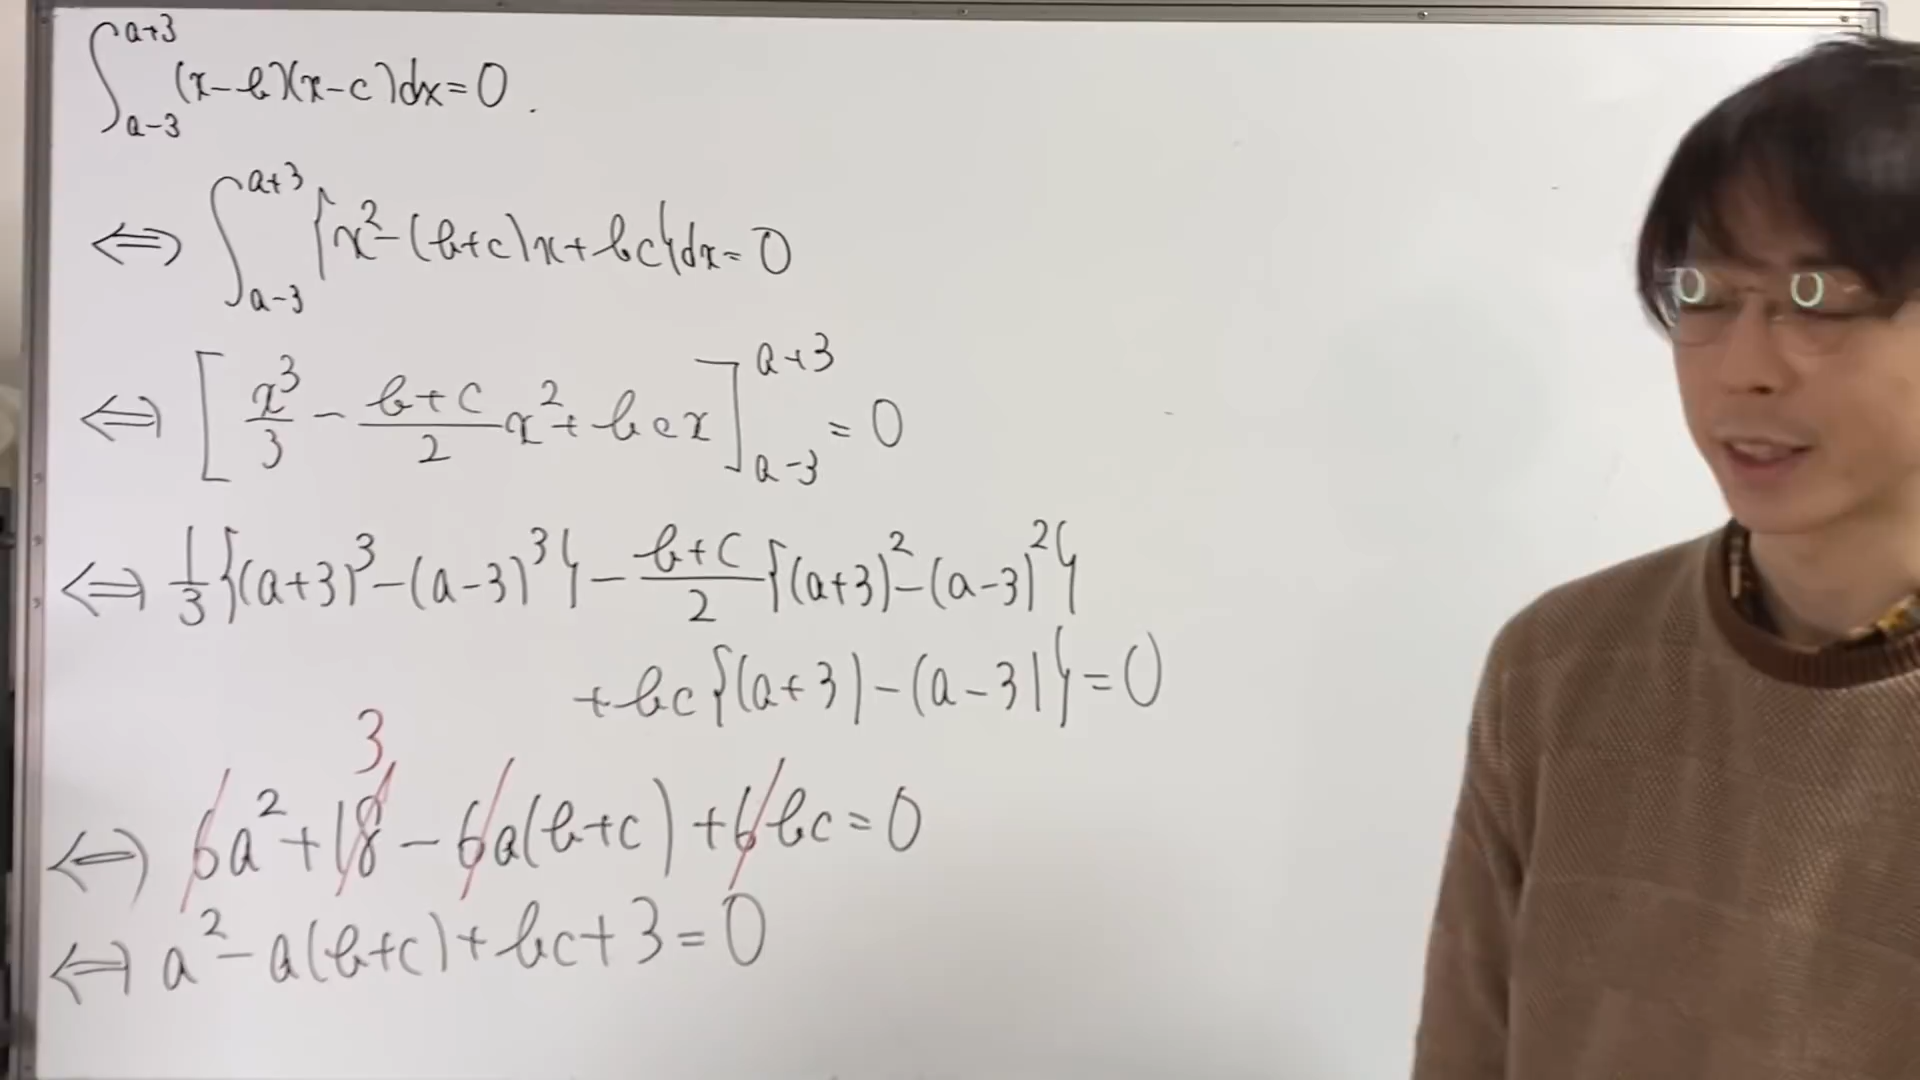 ∫_{a-3}^{a+3} (x-b)(x-c)dx=0.
⇔ ∫_{a-3}^{a+3} {x²-(b+c)x+bc}dx=0
⇔ [x³/3 - (b+c)/2 x²+bcx]_{a-3}^{a+3} = 0
⇔ 1/3{(a+3)³-(a-3)³} - (b+c)/2{(a+3)²-(a-3)²}
+bc{(a+3)-(a-3)}=0
3
⇔ 6a²+18-6a(b+c)+6bc=0
⇔ a²-a(b+c)+bc+3=0